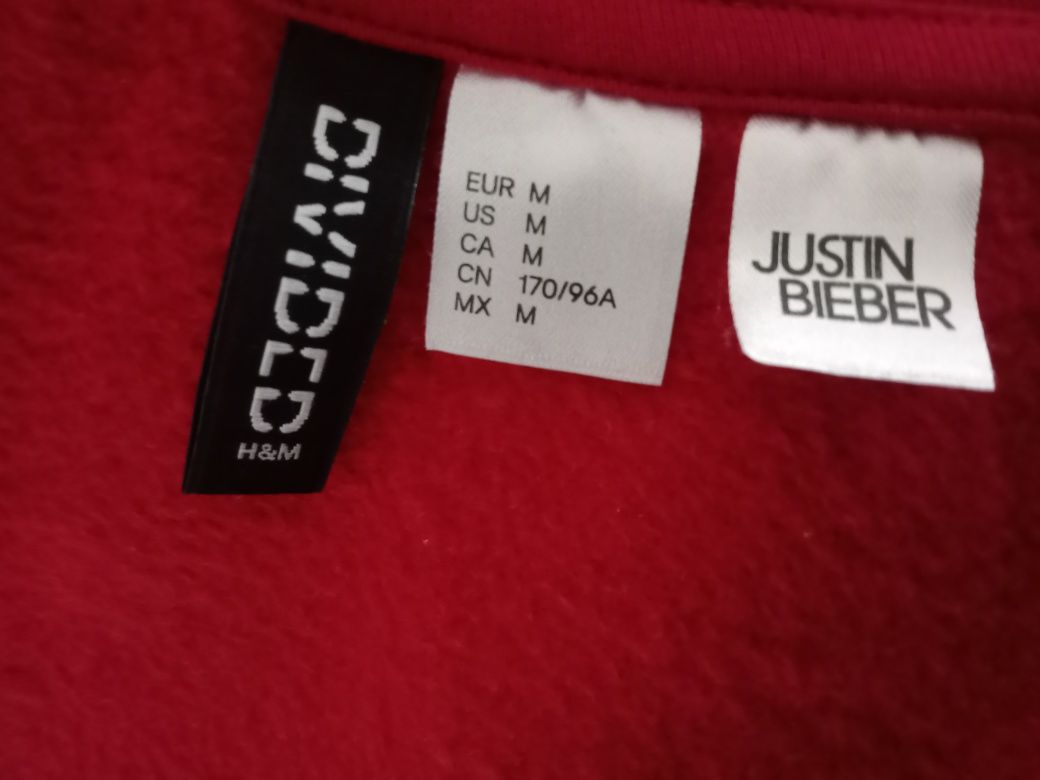 DIVIDED
H&M
EUR M
US M
CA M
CN 170/96A
MX M
JUSTIN
BIEBER